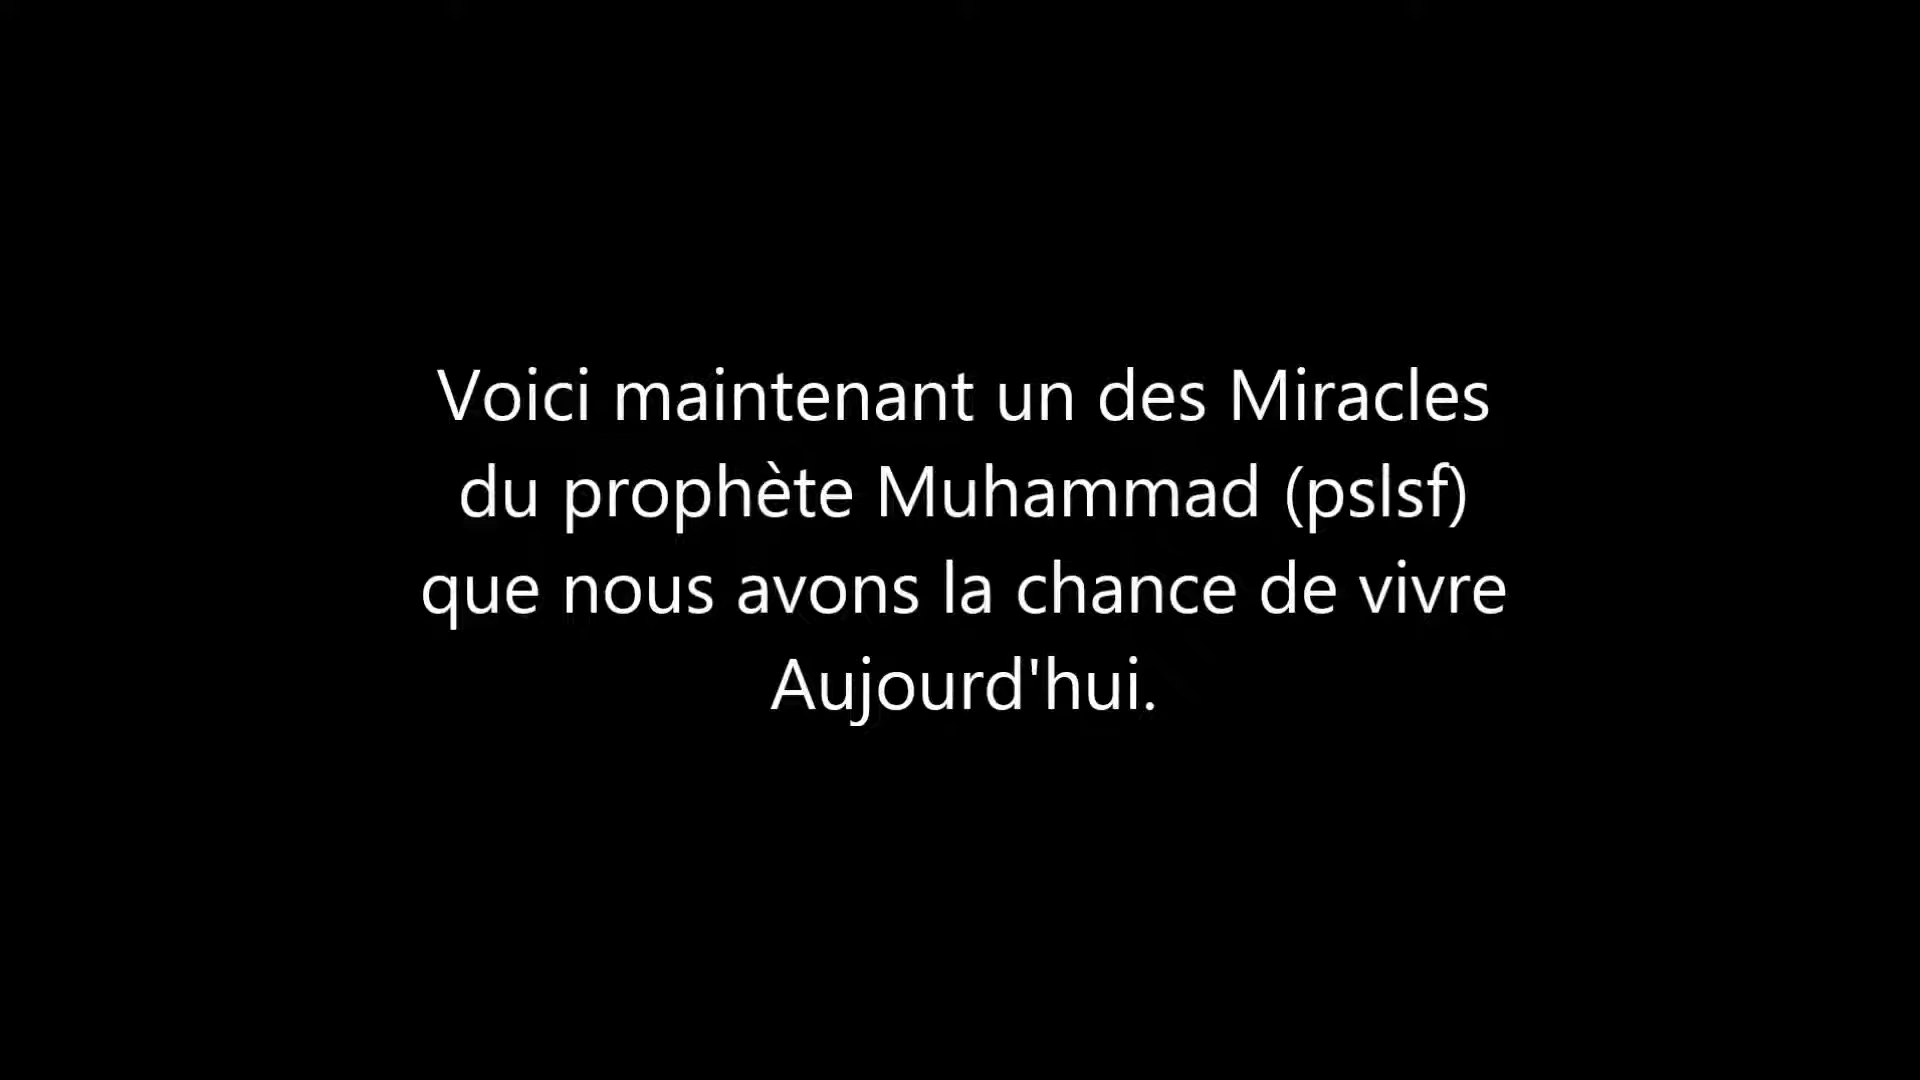 Voici maintenant un des Miracles
du prophète Muhammad (pslsf)
que nous avons la chance de vivre
Aujourd'hui.